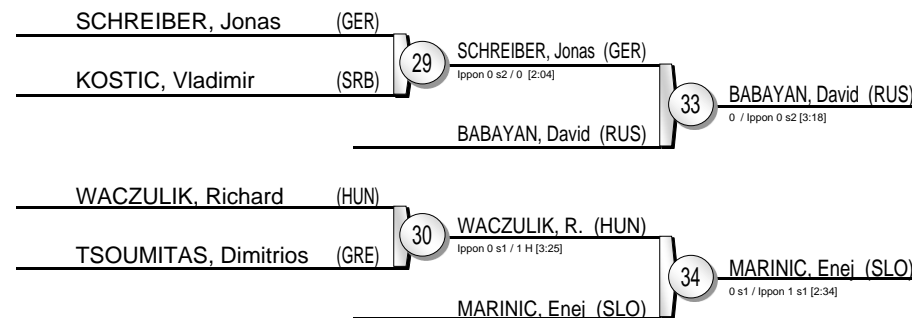 SCHREIBER, Jonas (GER)
KOSTIC, Vladimir (SRB)
29
SCHREIBER, Jonas (GER)
Ippon 0 s2 / 0 [2:04]
BABAYAN, David (RUS)
33
BABAYAN, David (RUS)
0 / Ippon 0 s2 [3:18]
WACZULIK, Richard (HUN)
TSOUMITAS, Dimitrios (GRE)
30
WACZULIK, R. (HUN)
Ippon 0 s1 / 1 H [3:25]
MARINIC, Enej (SLO)
34
MARINIC, Enej (SLO)
0 s1 / Ippon 1 s1 [2:34]